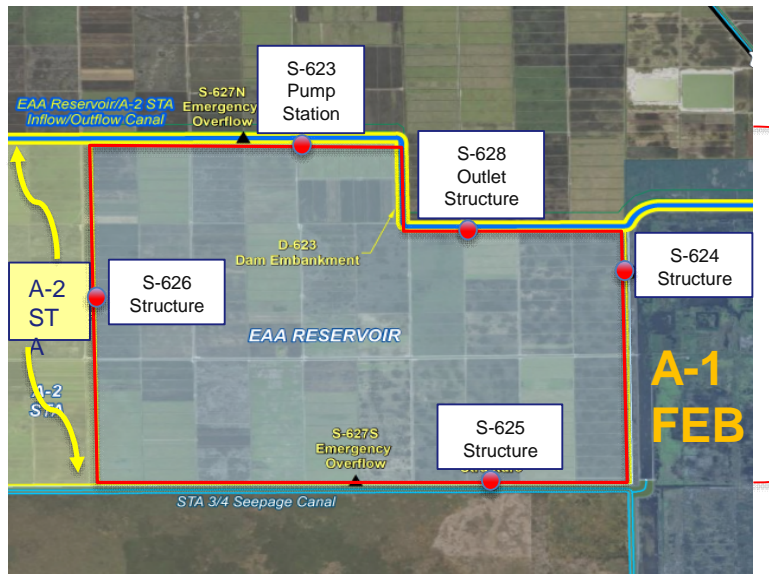 S-623
Pump
Station
S-627N
Emergency
Overflow
EAA Reservoir/A-2 STA
Inflow/Outflow Canal
S-628
Outlet
Structure
D-623
Dam Embankment
S-624
Structure
A-2
ST
A
S-626
Structure
EAA RESERVOIR
A-1
FEB
A-2
STA
S-627S
Emergency
Overflow
S-625
Structure
Structure
STA 3/4 Seepage Canal